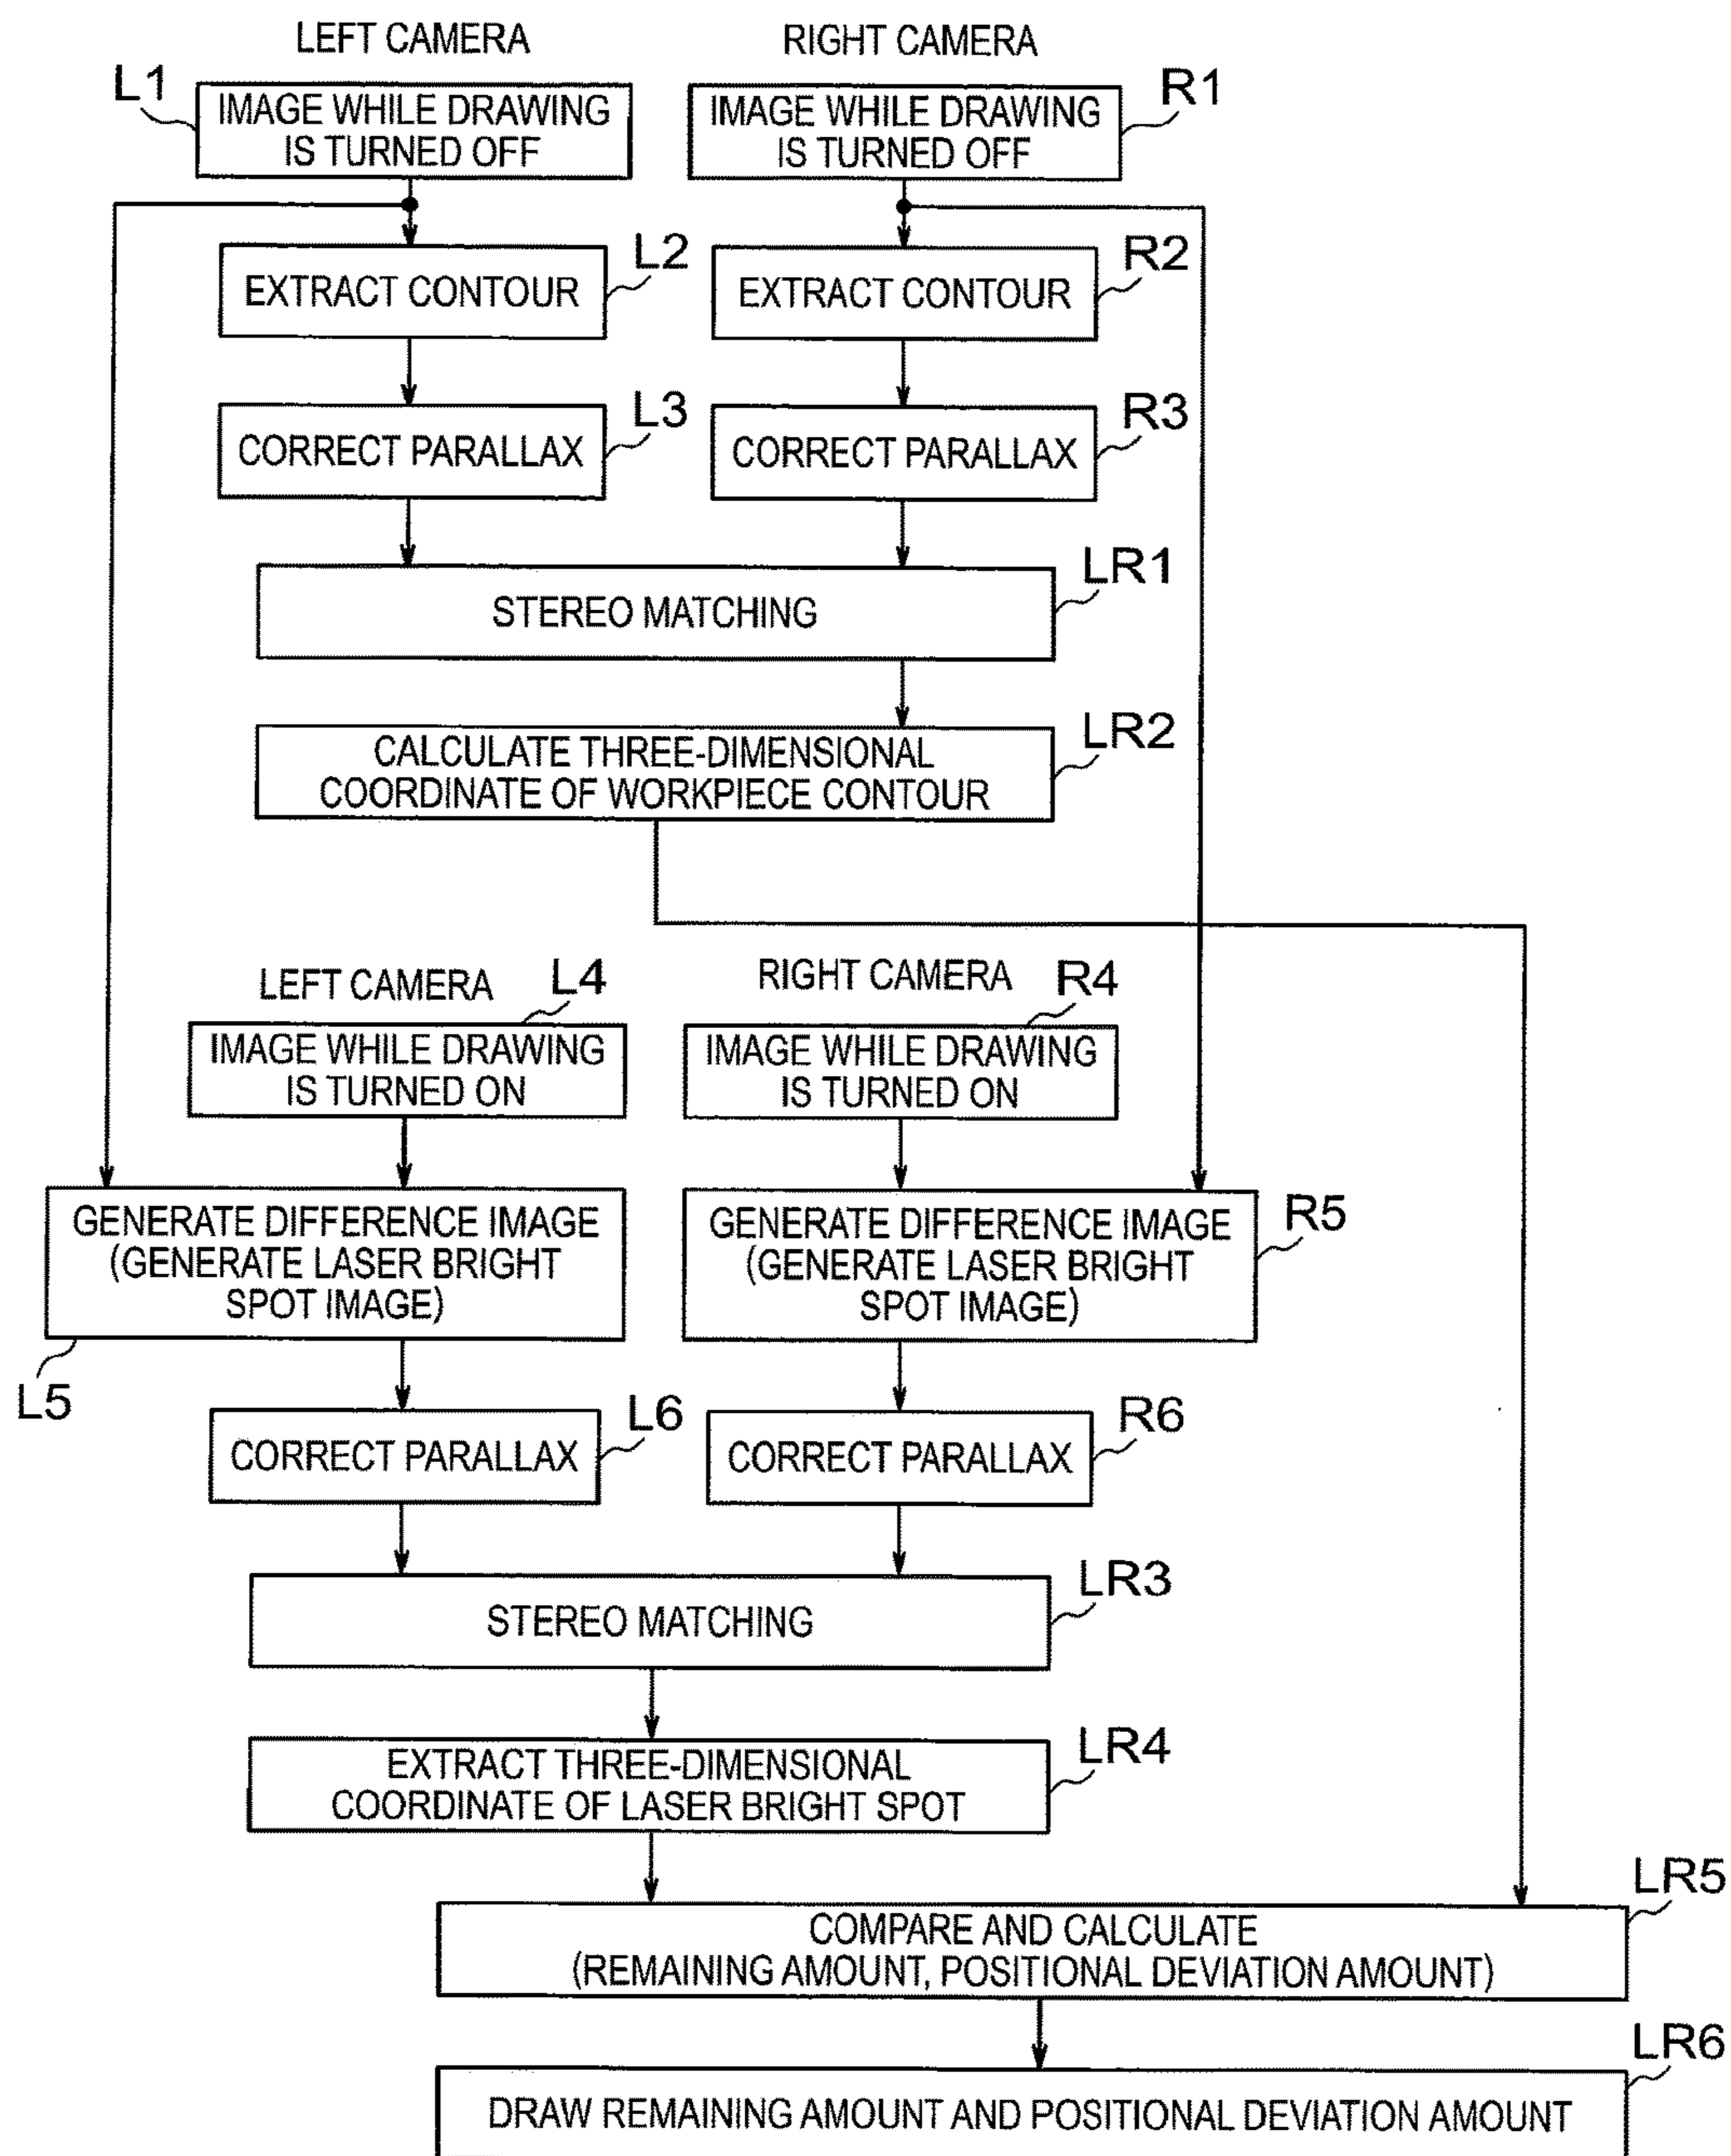 LEFT CAMERA
RIGHT CAMERA
L1
IMAGE WHILE DRAWING
IS TURNED OFF
IMAGE WHILE DRAWING
IS TURNED OFF
R1
EXTRACT CONTOUR
L2
EXTRACT CONTOUR
R2
CORRECT PARALLAX
L3
CORRECT PARALLAX
R3
STEREO MATCHING
LR1
CALCULATE THREE-DIMENSIONAL
COORDINATE OF WORKPIECE CONTOUR
LR2
LEFT CAMERA
L4
RIGHT CAMERA
R4
IMAGE WHILE DRAWING
IS TURNED ON
IMAGE WHILE DRAWING
IS TURNED ON
GENERATE DIFFERENCE IMAGE
(GENERATE LASER BRIGHT
SPOT IMAGE)
L5
GENERATE DIFFERENCE IMAGE
(GENERATE LASER BRIGHT
SPOT IMAGE)
R5
CORRECT PARALLAX
L6
CORRECT PARALLAX
R6
STEREO MATCHING
LR3
EXTRACT THREE-DIMENSIONAL
COORDINATE OF LASER BRIGHT SPOT
LR4
COMPARE AND CALCULATE
(REMAINING AMOUNT, POSITIONAL DEVIATION AMOUNT)
LR5
DRAW REMAINING AMOUNT AND POSITIONAL DEVIATION AMOUNT
LR6